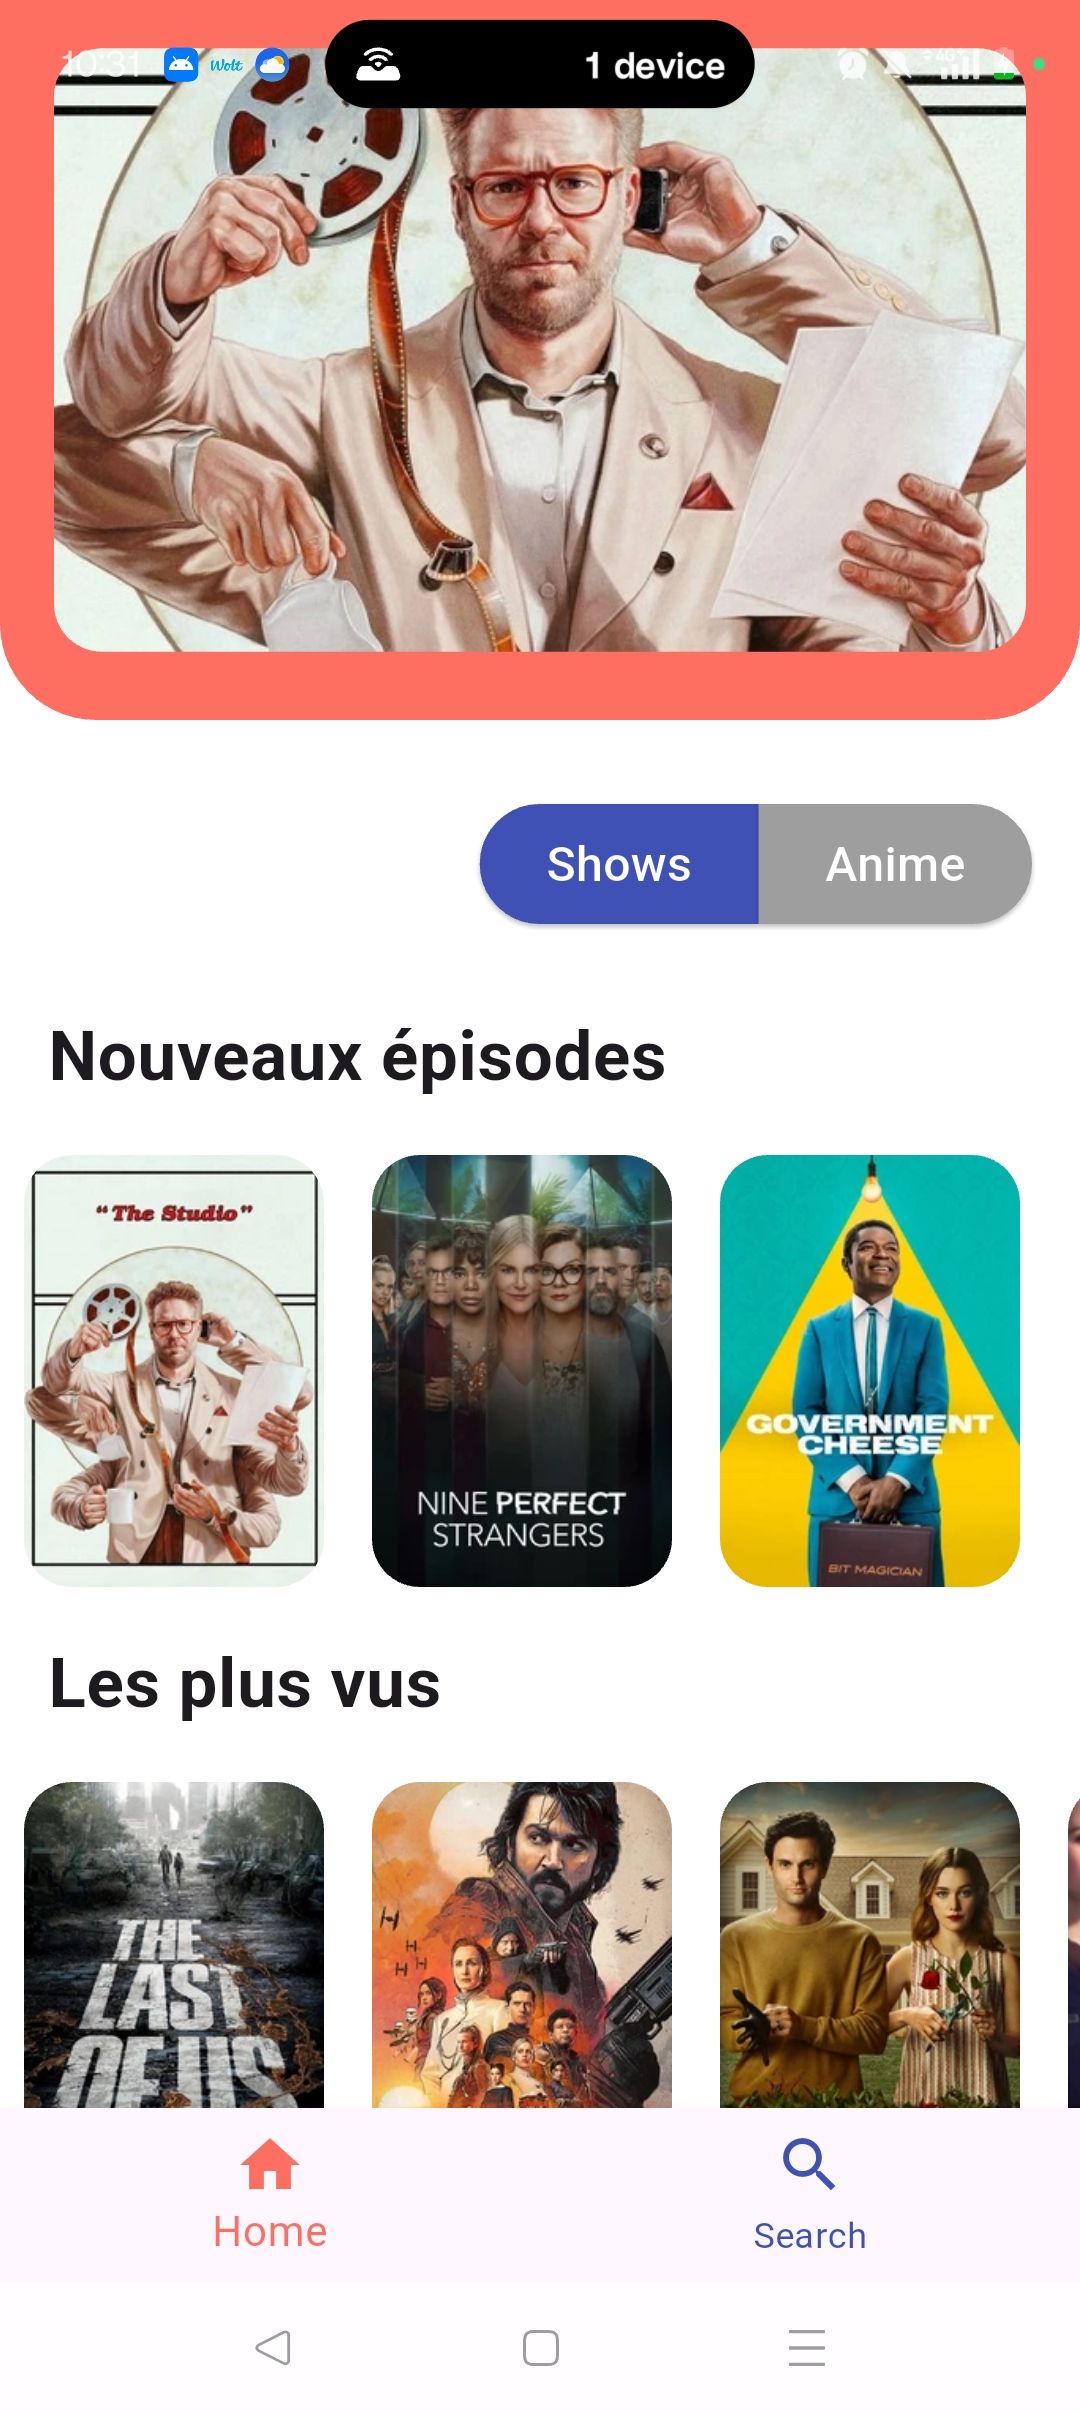 10:31
Wolt
1 device
4G+
Shows
Anime
Nouveaux épisodes
"The Studio"
NINE PERFECT
STRANGERS
GOVERNMENT
CHEESE
BIT MAGICIAN
Les plus vus
THE
LAST
OF US
Home
Search